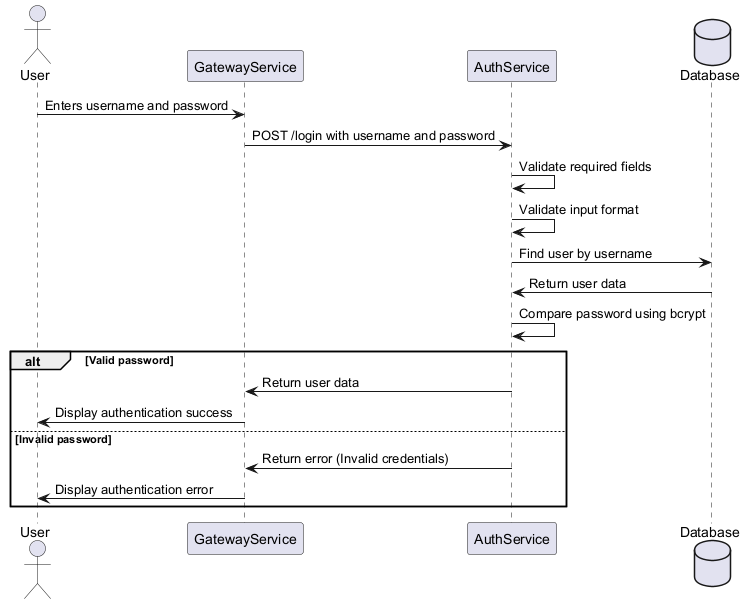 User
GatewayService
AuthService
Database
Enters username and password
POST /login with username and password
Validate required fields
Validate input format
Find user by username
Return user data
Compare password using bcrypt
alt
[Valid password]
Return user data
Display authentication success
[Invalid password]
Return error (Invalid credentials)
Display authentication error
User
GatewayService
AuthService
Database